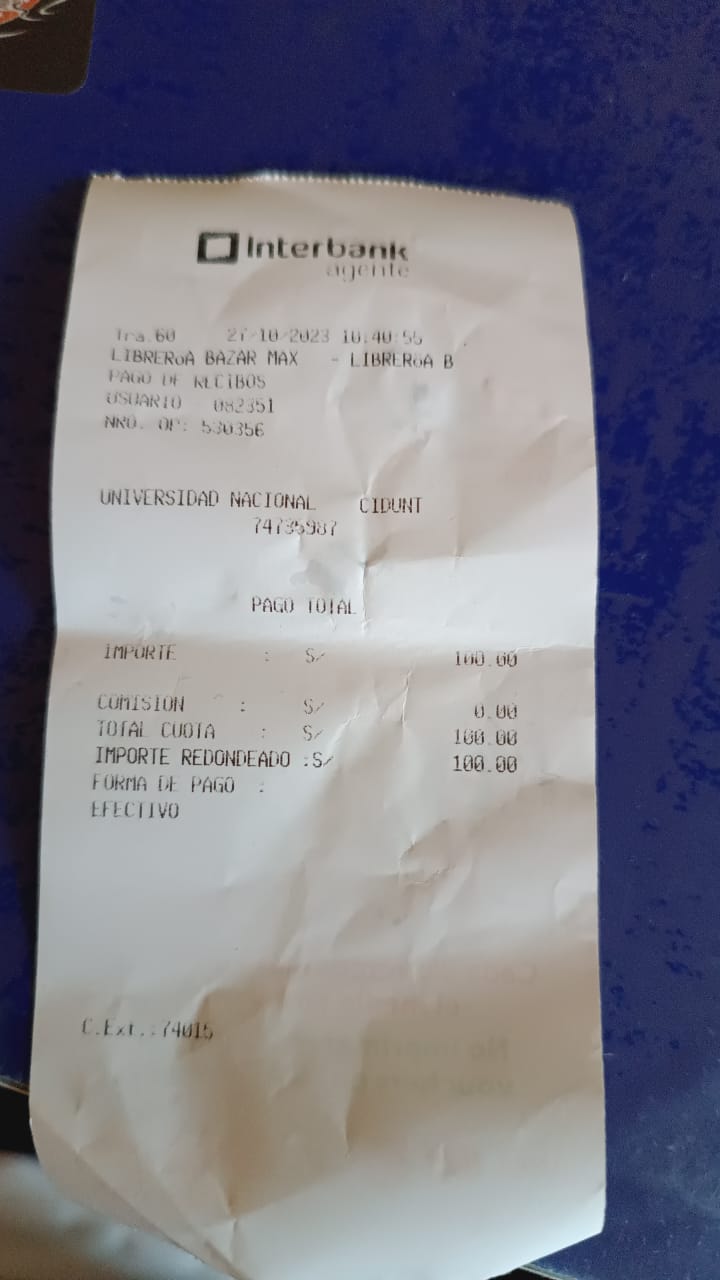 Interbank
agente
Tra.60 27/10/2023 10:40:55
LIBRERoA BAZAR MAX - LIBREROA B
PAGO DE RECIBOS
USUARIO 082351
NRO. OP: 530356
UNIVERSIDAD NACIONAL CIDUNT
74735987
PAGO TOTAL
IMPORTE : S/ 100.00
COMISION : S/ 0.00
TOTAL CUOTA : S/ 100.00
IMPORTE REDONDEADO :S/ 100.00
FORMA DE PAGO :
EFECTIVO
C.Ext.:74015